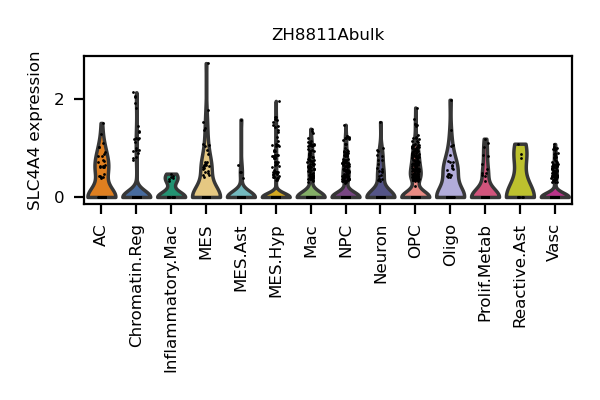 ZH8811Abulk
SLC4A4 expression
2
0
AC
Chromatin.Reg
Inflammatory.Mac
MES
MES.Ast
MES.Hyp
Mac
NPC
Neuron
OPC
Oligo
Prolif.Metab
Reactive.Ast
Vasc